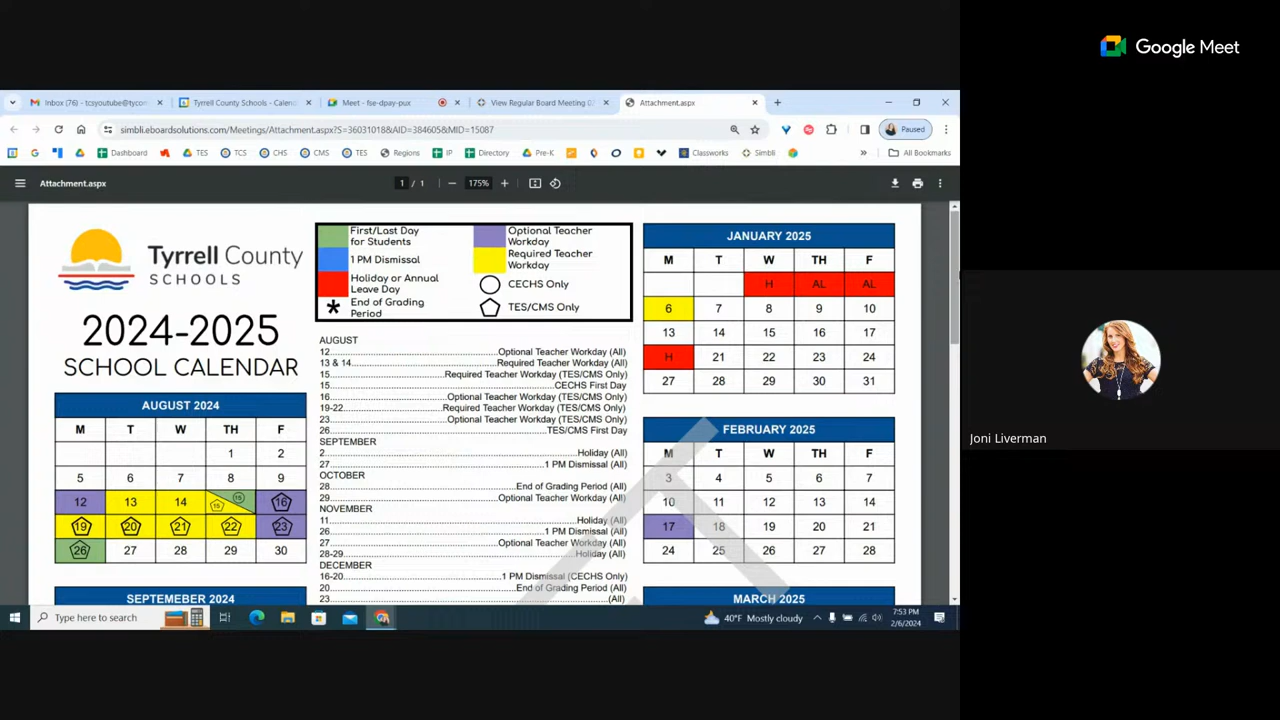 Google Meet
Inbox (76) - tcsyoutube@tycom
Tyrrell County Schools - Calend
Meet - fse-dpay-pux
View Regular Board Meeting 02
Attachment.aspx
simbli.eboardsolutions.com/Meetings/Attachment.aspx?S=36031018&AID=384605&MID=15087
Paused
Dashboard TES TCS CHS CMS TES Regions IP Directory Pre-K Classworks Simbli All Bookmarks
Attachment.aspx 1 / 1 175%
Tyrrell County
SCHOOLS
2024-2025
SCHOOL CALENDAR
First/Last Day
for Students
1 PM Dismissal
Holiday or Annual
Leave Day
End of Grading
Period
Optional Teacher
Workday
Required Teacher
Workday
CECHS Only
TES/CMS Only
AUGUST 2024
M T W TH F
1 2
5 6 7 8 9
12 13 14 15 15 16
19 20 21 22 23
26 27 28 29 30
SEPTEMEBER 2024
AUGUST
12 Optional Teacher Workday (All)
13 & 14 Required Teacher Workday (All)
15 Required Teacher Workday (TES/CMS Only)
15 CECHS First Day
16 Optional Teacher Workday (TES/CMS Only)
19-22 Required Teacher Workday (TES/CMS Only)
23 Optional Teacher Workday (TES/CMS Only)
26 TES/CMS First Day
SEPTEMBER
2 Holiday (All)
27 1 PM Dismissal (All)
OCTOBER
28 End of Grading Period (All)
29 Optional Teacher Workday (All)
NOVEMBER
11 Holiday (All)
26 1 PM Dismissal (All)
27 Optional Teacher Workday (All)
28-29 Holiday (All)
DECEMBER
16-20 1 PM Dismissal (CECHS Only)
20 End of Grading Period (All)
23 (All)
JANUARY 2025
M T W TH F
H AL AL
6 7 8 9 10
13 14 15 16 17
H 21 22 23 24
27 28 29 30 31
FEBRUARY 2025
M T W TH F
3 4 5 6 7
10 11 12 13 14
17 18 19 20 21
24 25 26 27 28
MARCH 2025
Joni Liverman
Type here to search
40°F Mostly cloudy
7:53 PM
2/6/2024